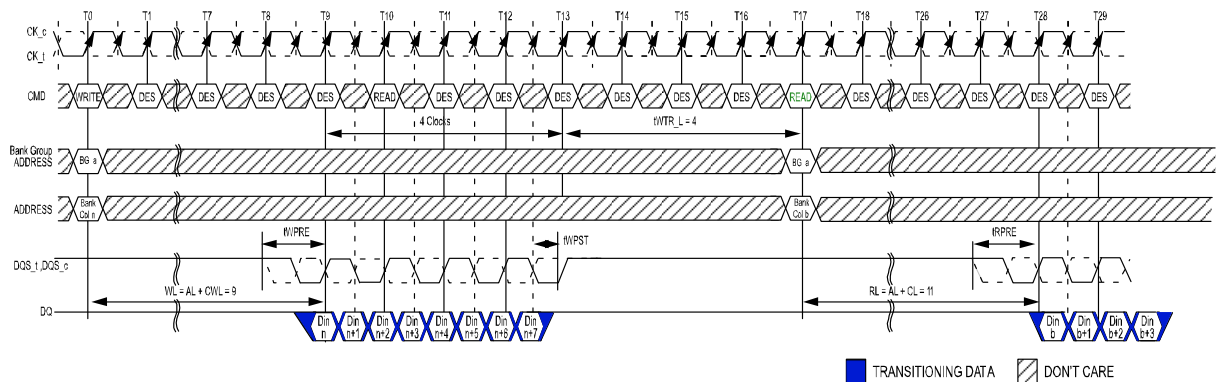 T0 T1 T7 T8 T9 T10 T11 T12 T13 T14 T15 T16 T17 T18 T26 T27 T28 T29
CK_c
CK_t
CMD WRITE DES DES DES DES READ DES DES DES DES DES DES READ DES DES DES DES DES
4 Clocks tWTR_L = 4
Bank Group
ADDRESS
BG a BG a
ADDRESS
Bank
Col n
Bank
Col b
tWPRE tWPST tRPRE
DQS_t ,DQS_c
WL = AL + CWL = 9 RL = AL + CL = 11
DQ
Din
n
Din
n+1
Din
n+2
Din
n+3
Din
n+4
Din
n+5
Din
n+6
Din
n+7
Din
b
Din
b+1
Din
b+2
Din
b+3
TRANSITIONING DATA DON'T CARE